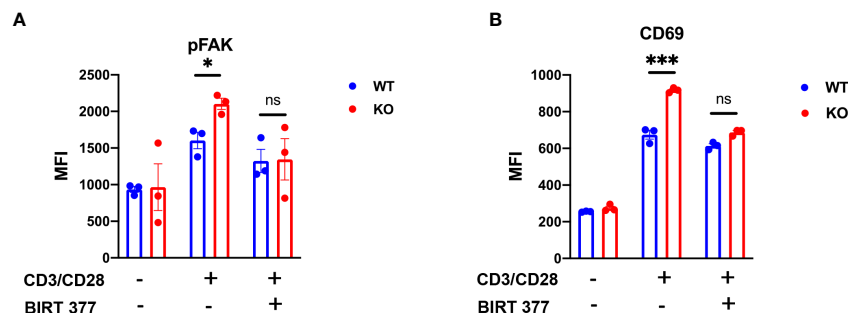 A
pFAK
*
ns
2500
2000
1500
1000
500
0
MFI
WT
KO
CD3/CD28 - + +
BIRT 377 - - +
B
CD69
***
ns
1000
800
600
400
200
0
MFI
WT
KO
CD3/CD28 - + +
BIRT 377 - - +